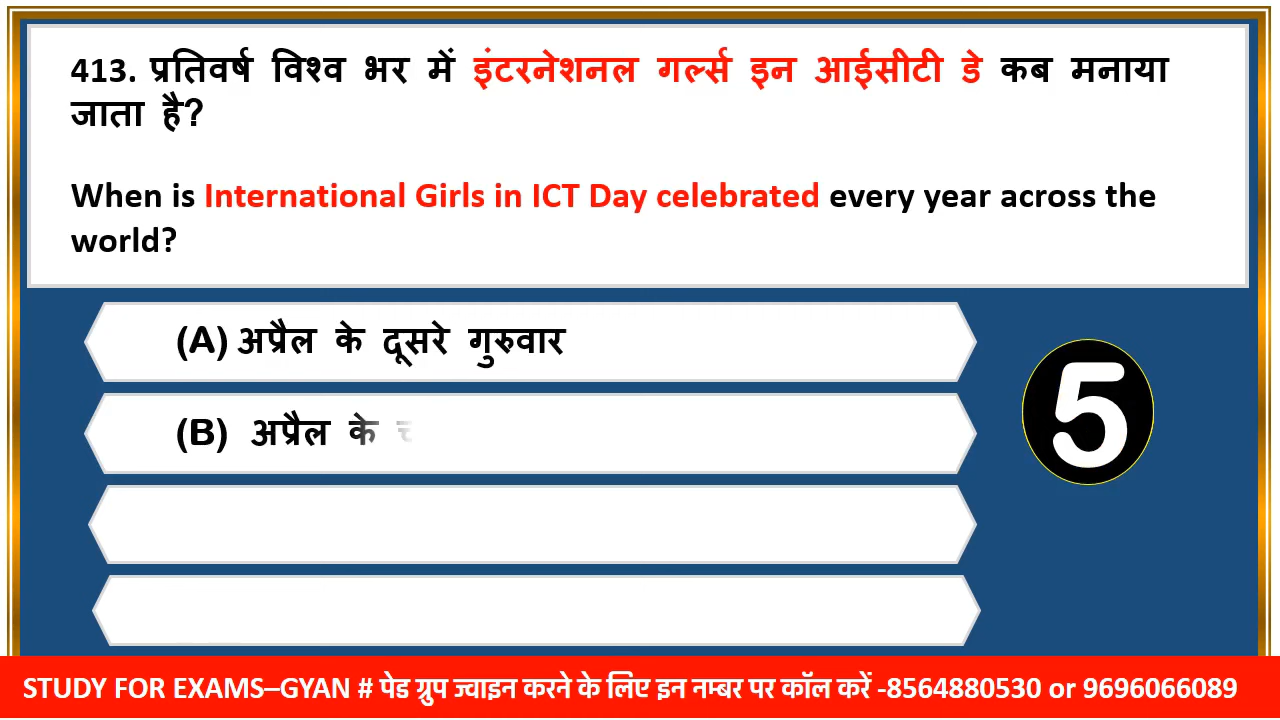 413. प्रतिवर्ष विश्व भर में इंटरनेशनल गर्ल्स इन आईसीटी डे कब मनाया
जाता है?
When is International Girls in ICT Day celebrated every year across the
world?
(A) अप्रैल के दूसरे गुरुवार
(B) अप्रैल के
5
STUDY FOR EXAMS–GYAN # पेड ग्रुप ज्वाइन करने के लिए इन नम्बर पर कॉल करें -8564880530 or 9696066089